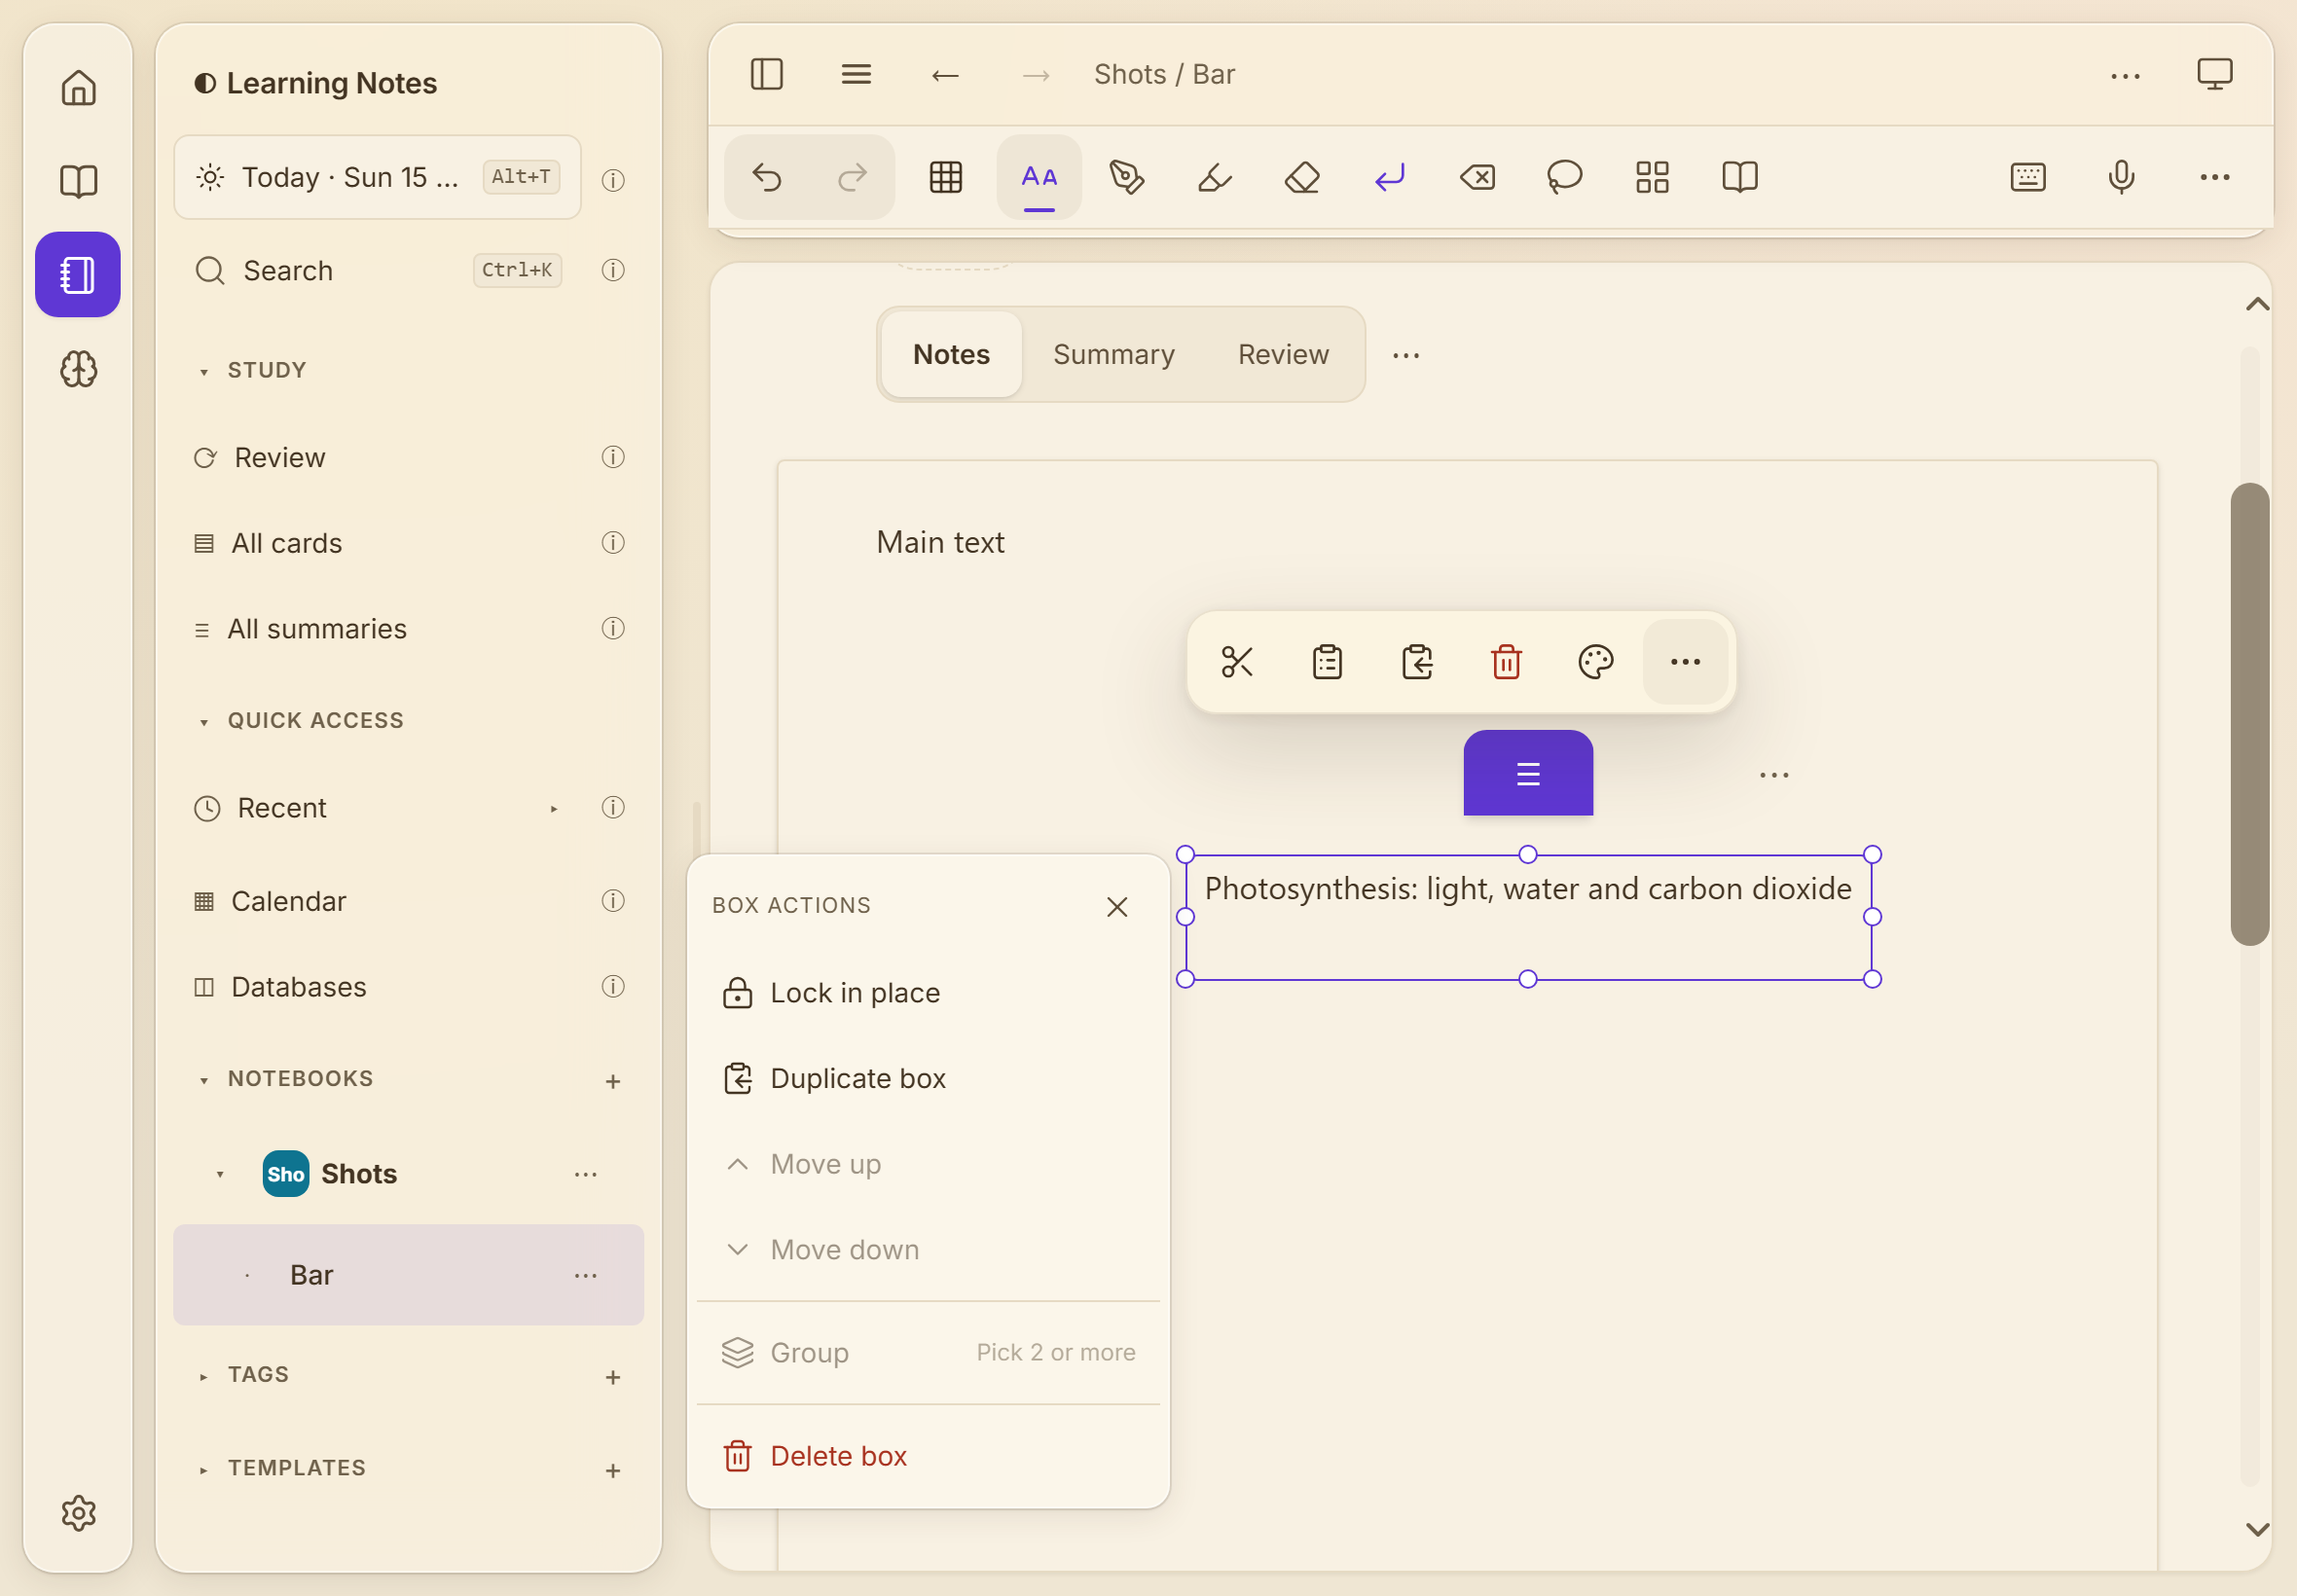 Learning Notes
Today · Sun 15 ...
Alt+T
Search
Ctrl+K
STUDY
Review
All cards
All summaries
QUICK ACCESS
Recent
Calendar
Databases
NOTEBOOKS
Sho
Shots
Bar
TAGS
TEMPLATES
Shots / Bar
AA
Notes
Summary
Review
Main text
Photosynthesis: light, water and carbon dioxide
BOX ACTIONS
Lock in place
Duplicate box
Move up
Move down
Group
Pick 2 or more
Delete box